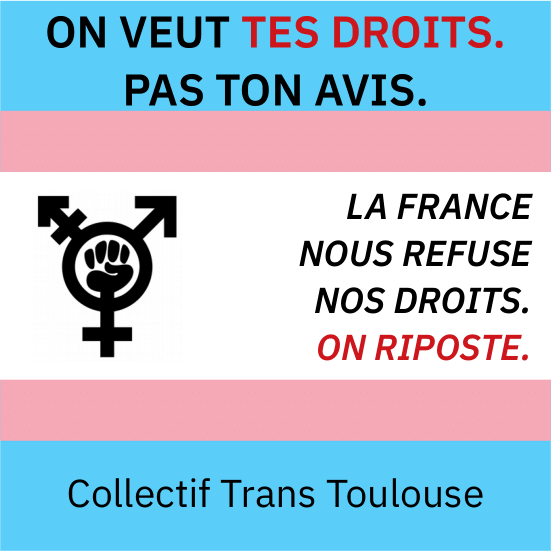 ON VEUT TES DROITS.
PAS TON AVIS.
LA FRANCE
NOUS REFUSE
NOS DROITS.
ON RIPOSTE.
Collectif Trans Toulouse